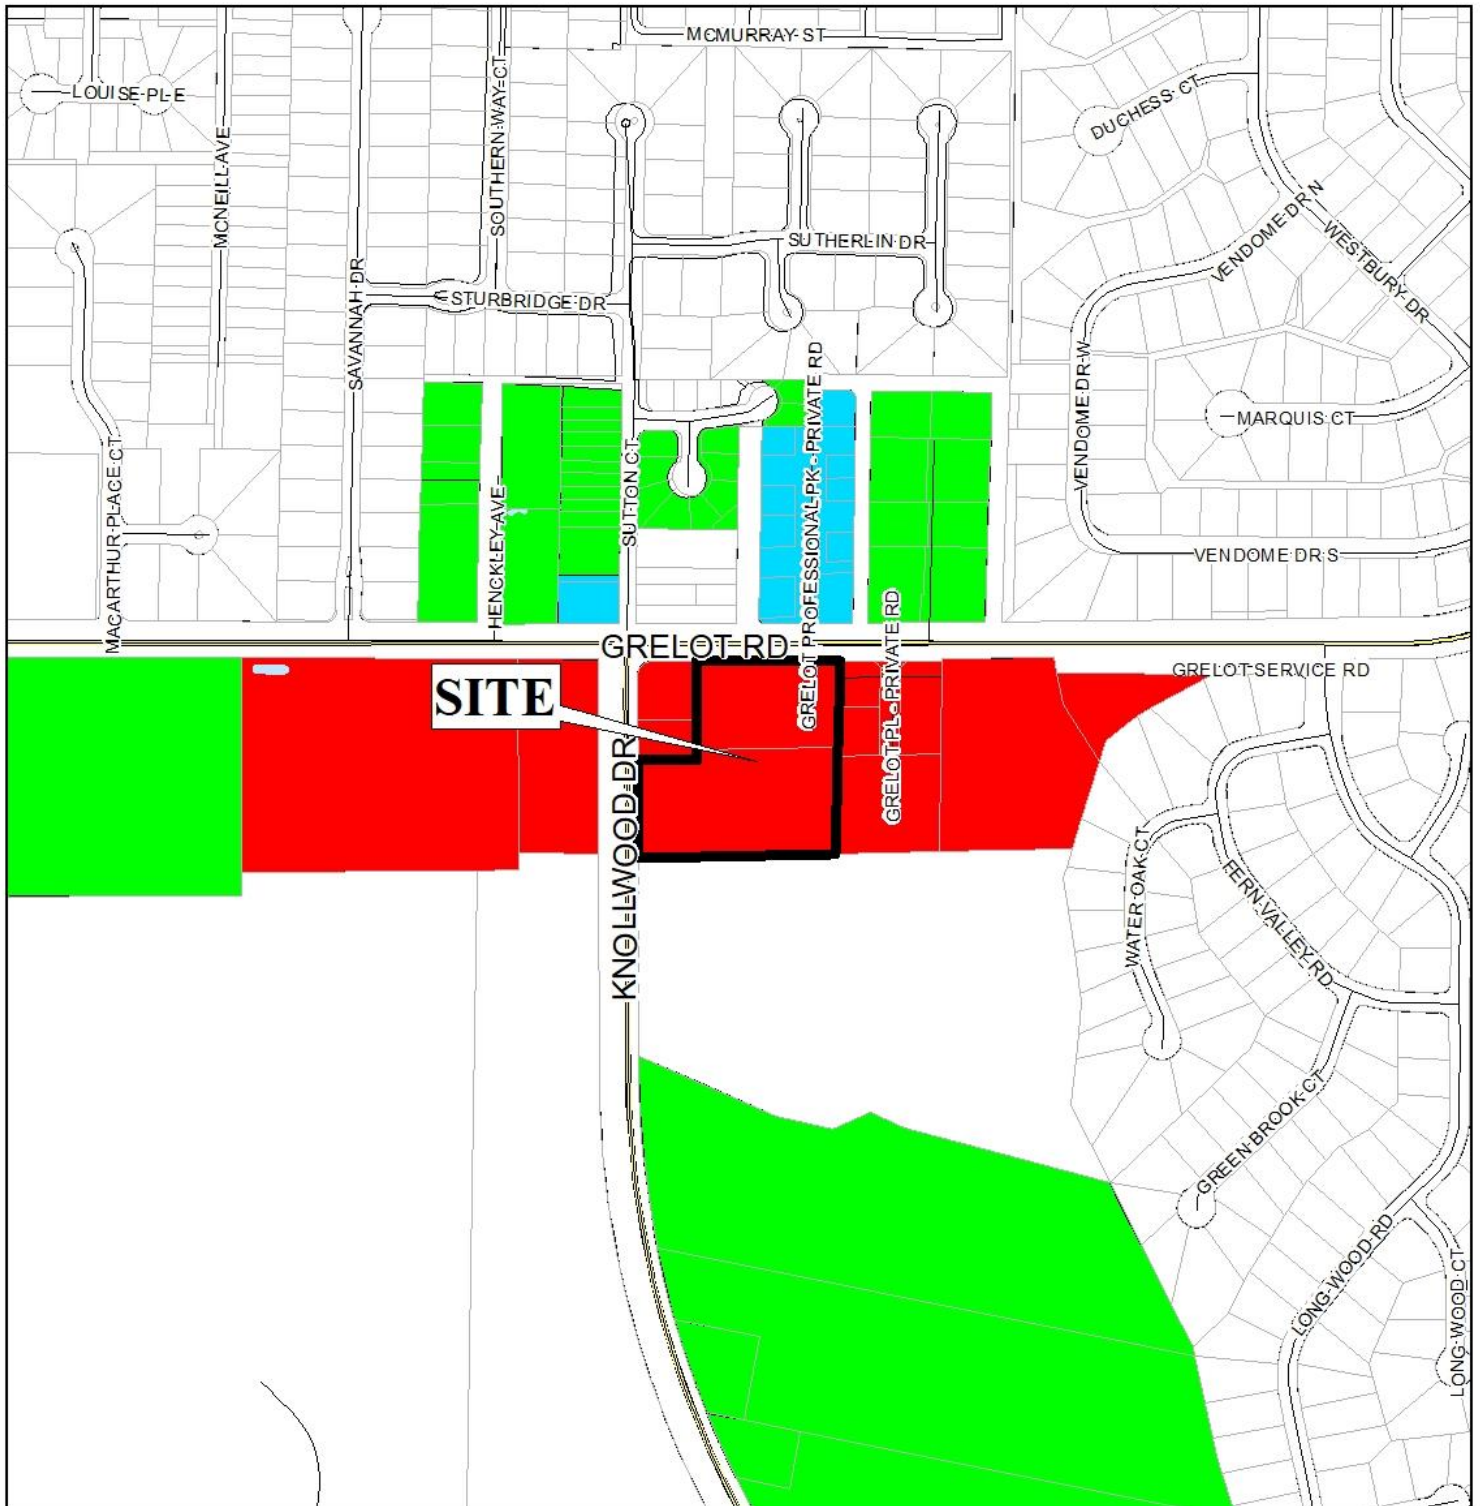 MCMURRAY ST
LOUISE PL E
DUCHESS CT
MCNEILL AVE
SOUTHERN WAY CT
VENDOME DR N
WESTBURY DR
SUTHERLIN DR
SAVANNAH DR
STURBRIDGE DR
VENDOME DR W
MARQUIS CT
MACARTHUR PLACE CT
HENCKLEY AVE
SUTTON CT
GRELOT PROFESSIONAL PK - PRIVATE RD
VENDOME DR S
GRELOT RD
GRELOT PL - PRIVATE RD
GRELOT SERVICE RD
SITE
KNOLLWOOD DR
WATER OAK CT
FERN VALLEY RD
GREEN BROOK CT
LONG WOOD RD
LONG WOOD CT